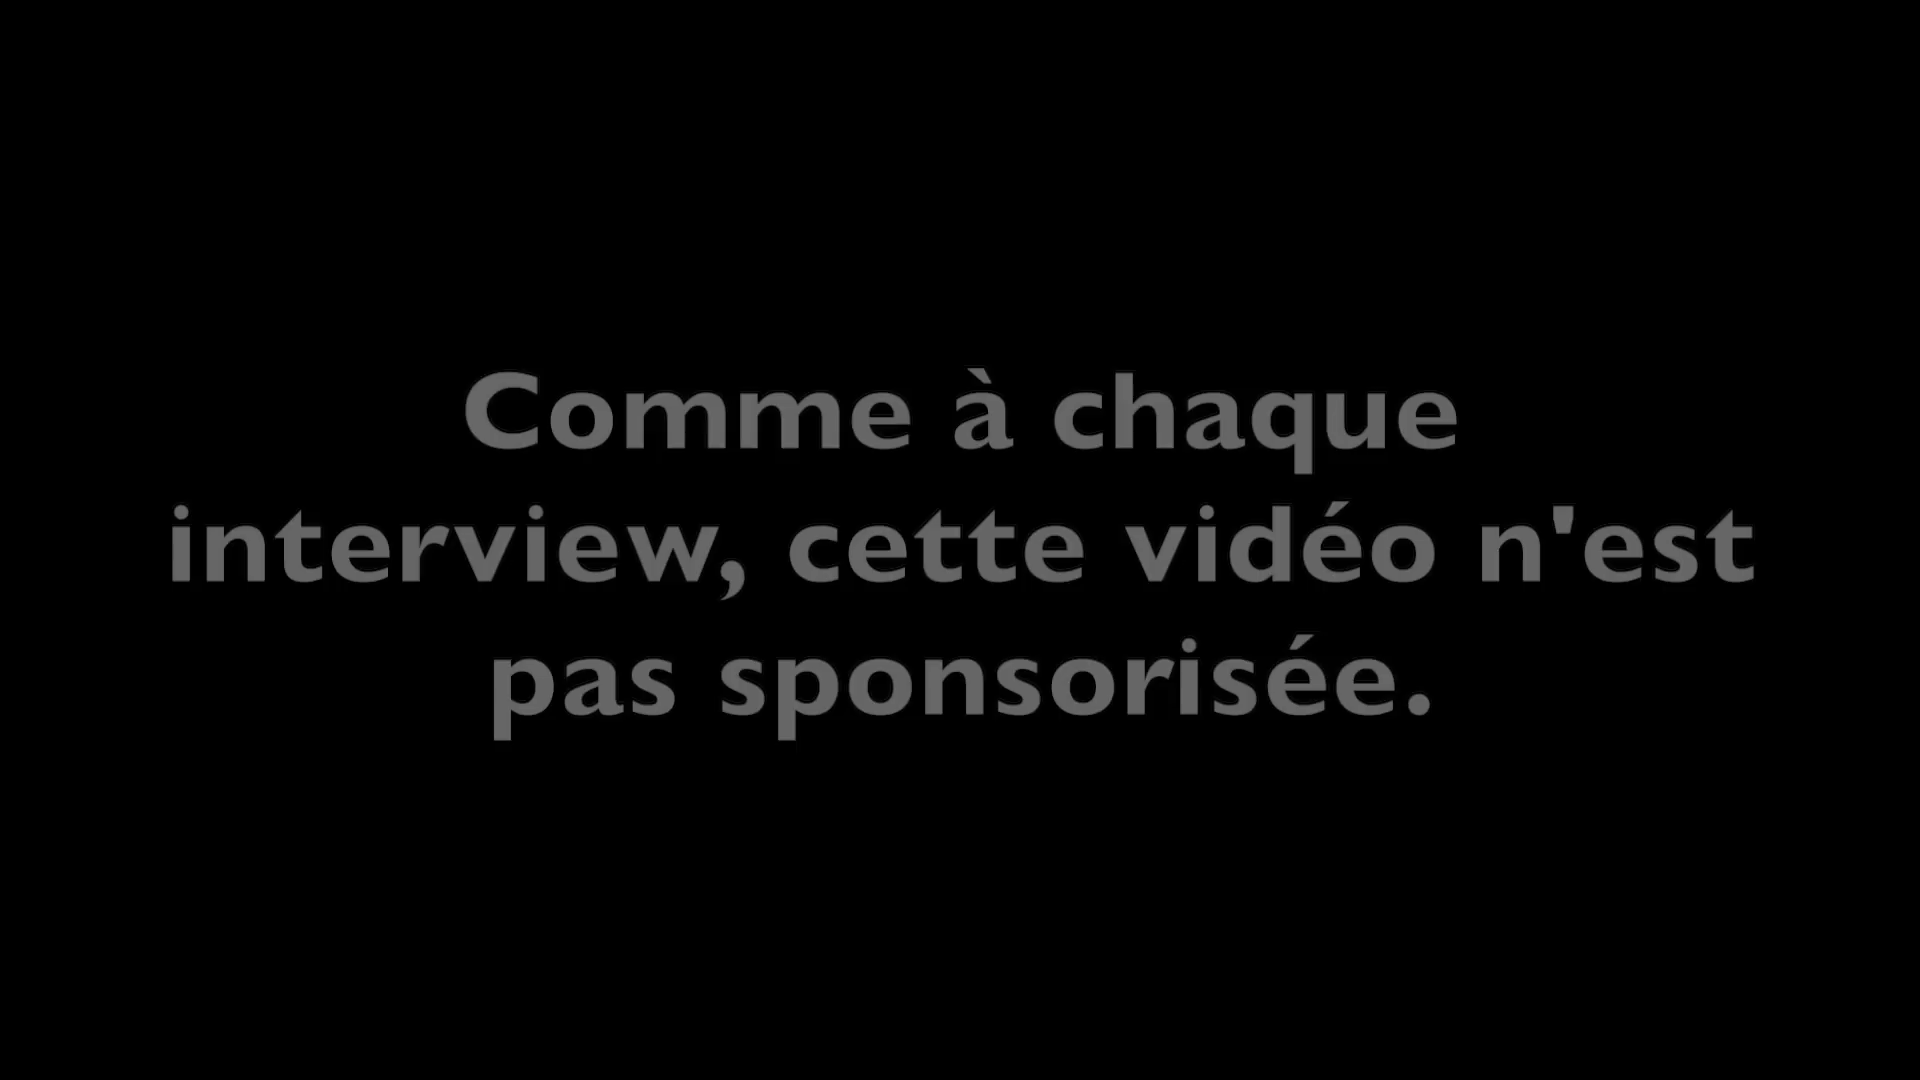 Comme à chaque
interview, cette vidéo n'est
pas sponsorisée.